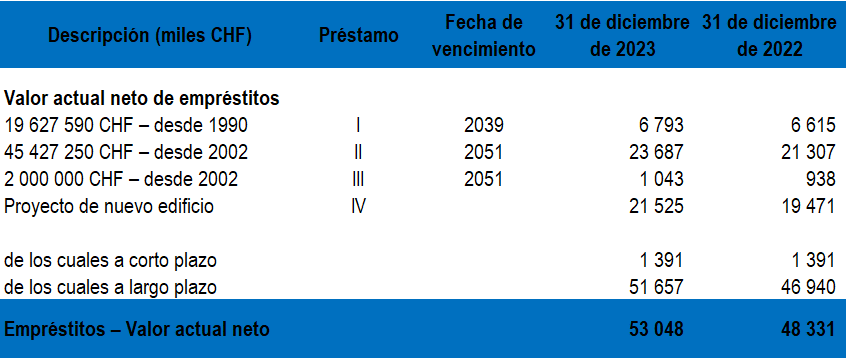 Descripción (miles CHF) Préstamo Fecha de vencimiento 31 de diciembre de 2023 31 de diciembre de 2022
Valor actual neto de empréstitos
19 627 590 CHF – desde 1990 I 2039 6 793 6 615
45 427 250 CHF – desde 2002 II 2051 23 687 21 307
2 000 000 CHF – desde 2002 III 2051 1 043 938
Proyecto de nuevo edificio IV 21 525 19 471
de los cuales a corto plazo 1 391 1 391
de los cuales a largo plazo 51 657 46 940
Empréstitos – Valor actual neto 53 048 48 331